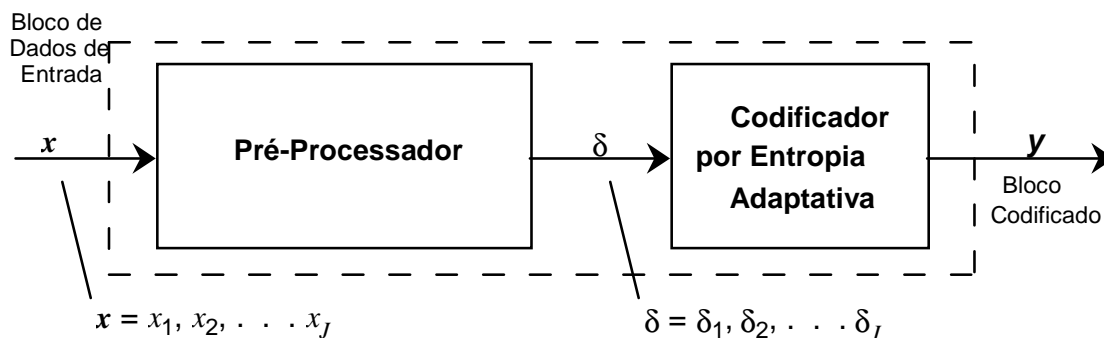 Bloco de
Dados de
Entrada
x
Pré-Processador
δ
Codificador
por Entropia
Adaptativa
y
Bloco
Codificado
x = x1, x2, . . . xJ
δ = δ1, δ2, . . . δJ